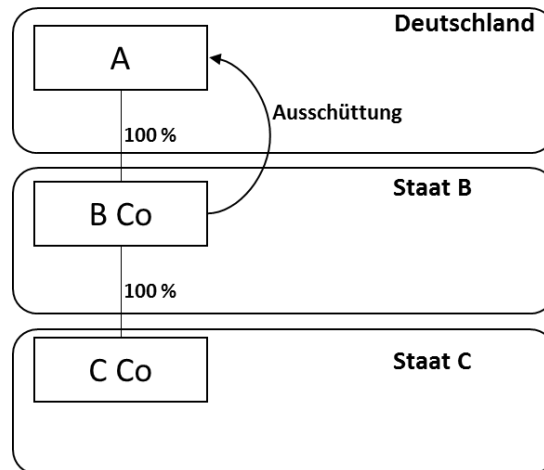 Deutschland
A
Ausschüttung
100 %
Staat B
B Co
100 %
Staat C
C Co